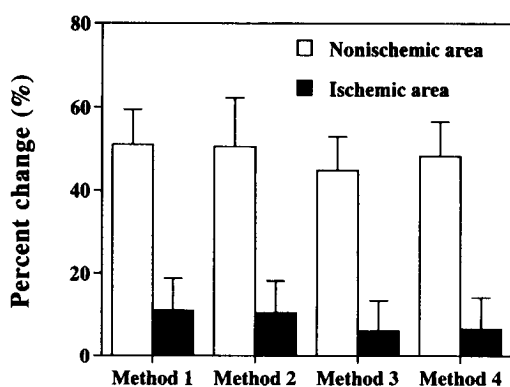 80
Nonischemic area
Ischemic area
60
40
20
0
Percent change (%)
Method 1 Method 2 Method 3 Method 4